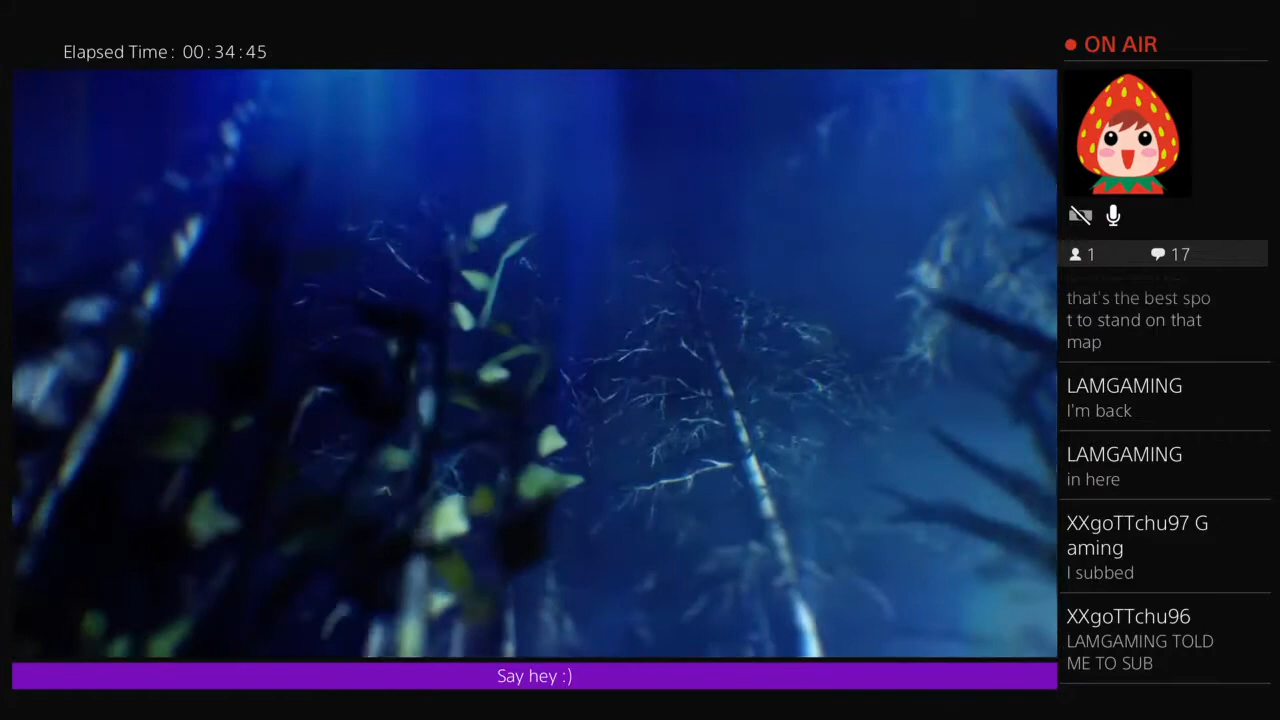 Elapsed Time: 00:34:45
ON AIR
1
17
that's the best spo
t to stand on that
map
LAMGAMING
I'm back
LAMGAMING
in here
XXgoTTchu97 G
aming
I subbed
XXgoTTchu96
LAMGAMING TOLD
ME TO SUB
Say hey :)